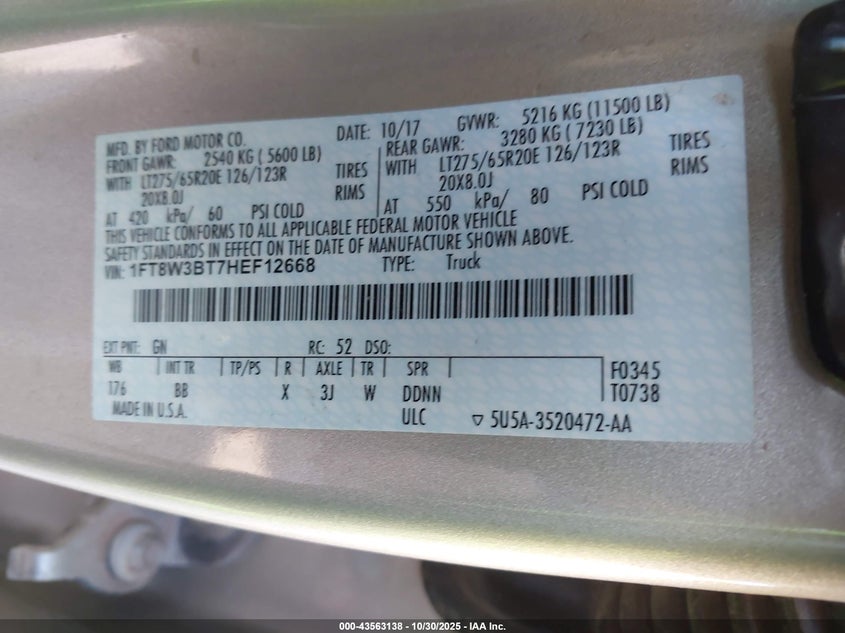 MFD. BY FORD MOTOR CO. DATE: 10/17 GVWR: 5216 KG (11500 LB)
FRONT GAWR: 2540 KG ( 5600 LB) REAR GAWR: 3280 KG ( 7230 LB)
WITH LT275/65R20E 126/123R TIRES WITH LT275/65R20E 126/123R TIRES
20X8.0J RIMS 20X8.0J RIMS
AT 420 kPa/ 60 PSI COLD AT 550 kPa/ 80 PSI COLD
THIS VEHICLE CONFORMS TO ALL APPLICABLE FEDERAL MOTOR VEHICLE
SAFETY STANDARDS IN EFFECT ON THE DATE OF MANUFACTURE SHOWN ABOVE.
VIN: 1FT8W3BT7HEF12668 TYPE: Truck
EXT PNT: GN RC: 52 DSO:
WB INT TR TP/PS R AXLE TR SPR F0345
176 BB X 3J W DDNN T0738
MADE IN U.S.A. ULC ▽ 5U5A-3520472-AA
000-43563138 - 10/30/2025 - IAA Inc.